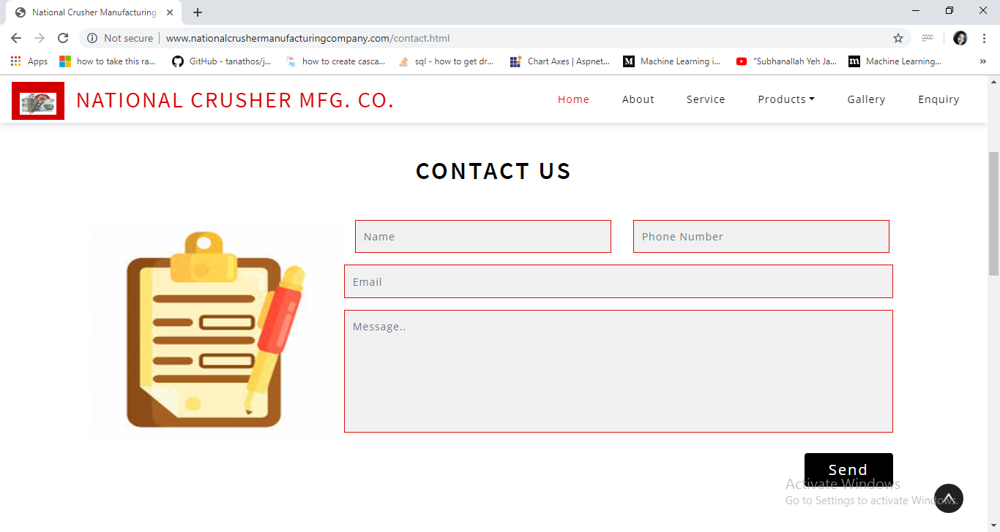 National Crusher Manufacturing
Not secure
www.nationalcrushermanufacturingcompany.com/contact.html
Apps
how to take this ra...
GitHub - tanathos/j...
how to create casca...
sql - how to get dr...
Chart Axes | Aspnet...
M
Machine Learning i...
"Subhanallah Yeh Ja...
m
Machine Learning...
»
NATIONAL CRUSHER MFG. CO.
Home
About
Service
Products
Gallery
Enquiry
CONTACT US
Name
Phone Number
Email
Message..
Send
Activate Windows
Go to Settings to activate Windows.